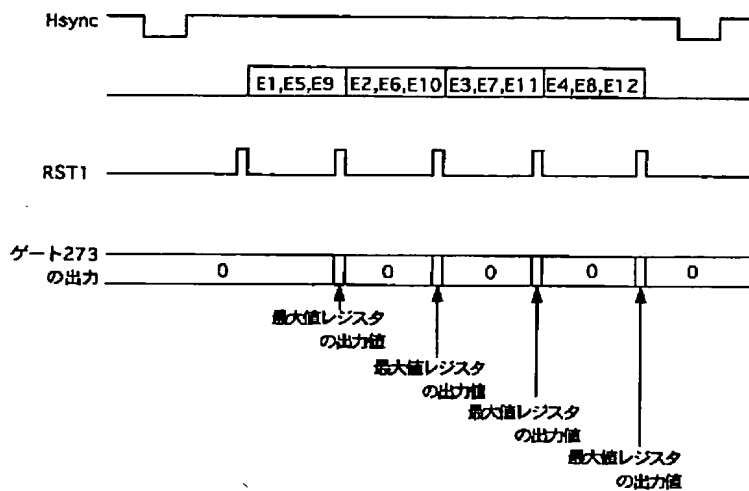 Hsync
E1,E5,E9
E2,E6,E10
E3,E7,E11
E4,E8,E12
RST1
ゲート273
の出力
0
0
0
0
0
最大値レジスタ
の出力値
最大値レジスタ
の出力値
最大値レジスタ
の出力値
最大値レジスタ
の出力値